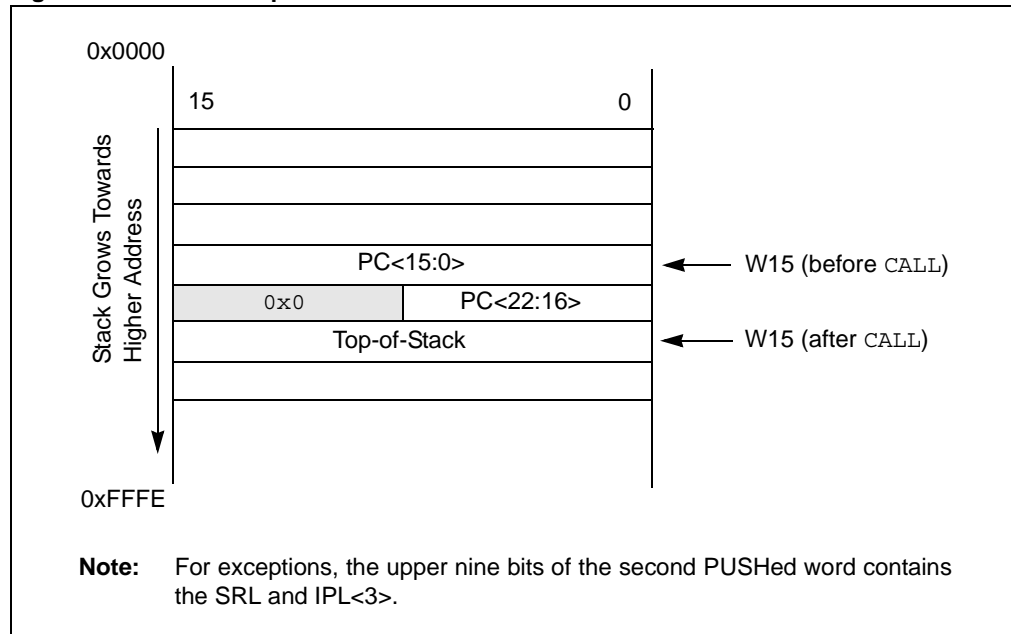 0x0000
15 0
Stack Grows Towards
Higher Address
PC<15:0>
W15 (before CALL)
0x0
PC<22:16>
Top-of-Stack
W15 (after CALL)
0xFFFE
Note: For exceptions, the upper nine bits of the second PUSHed word contains
the SRL and IPL<3>.